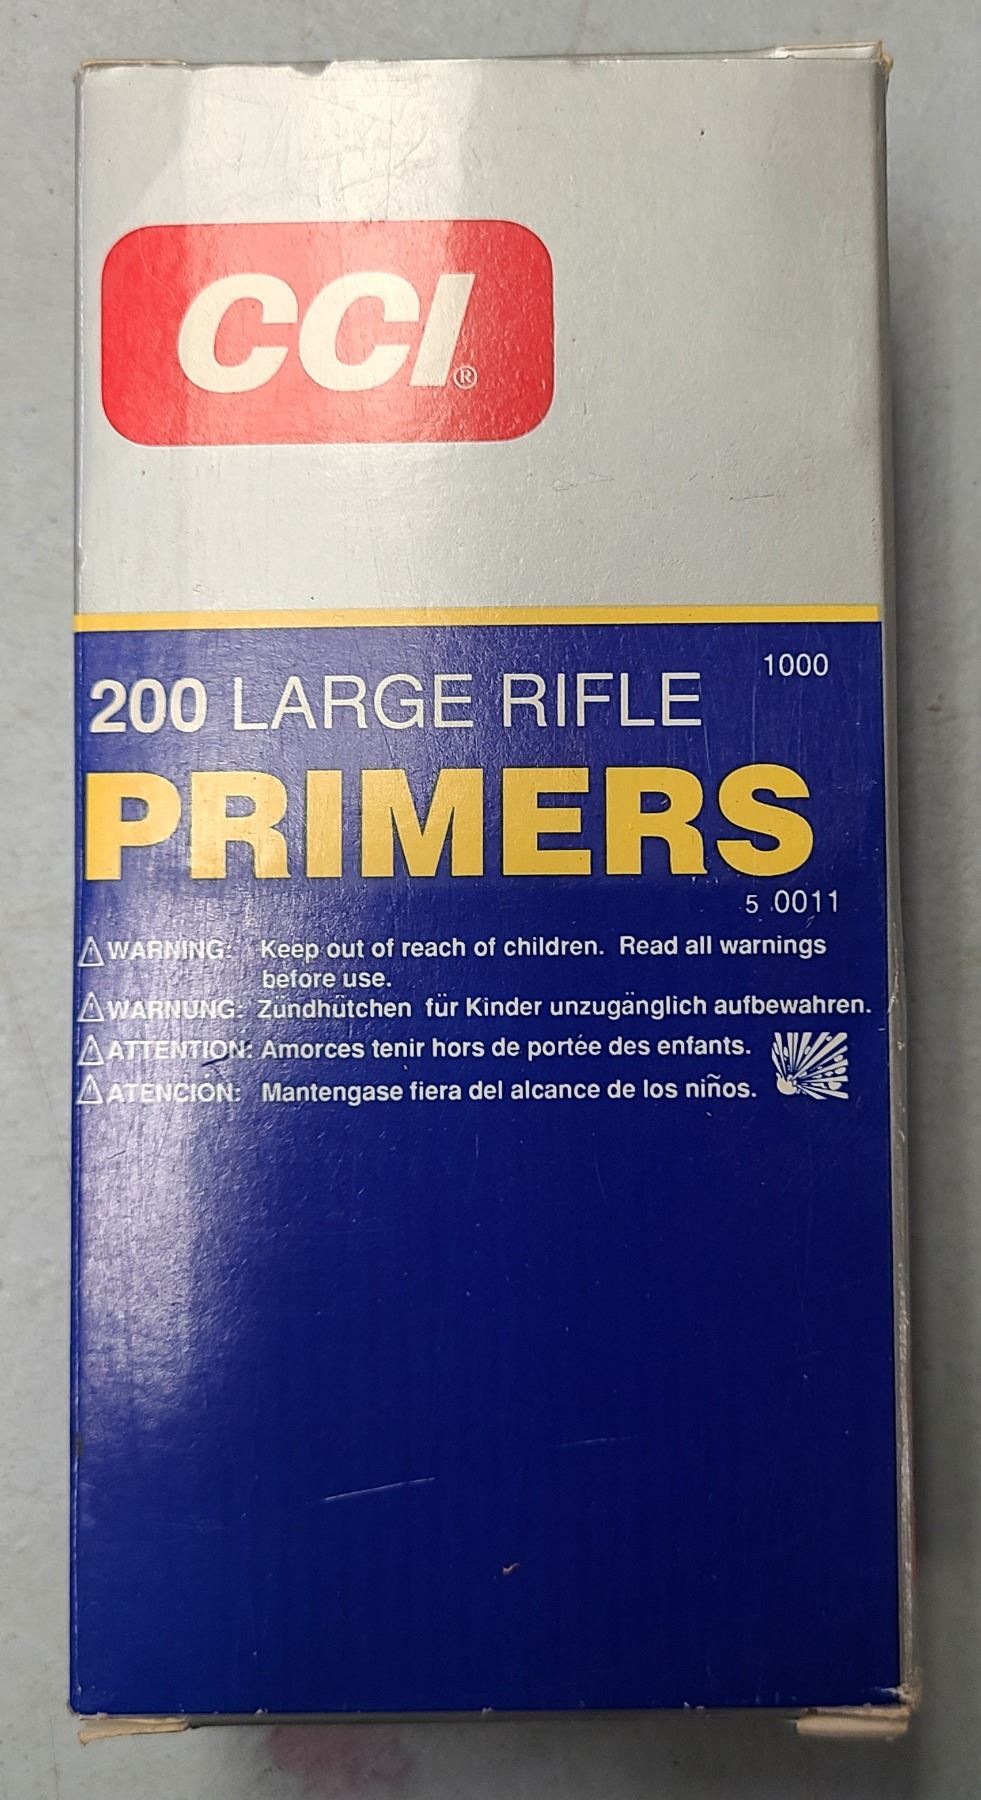 CCI®
1000
200 LARGE RIFLE
PRIMERS
5 0011
⚠ WARNING: Keep out of reach of children. Read all warnings
before use.
⚠ WARNUNG: Zündhütchen für Kinder unzugänglich aufbewahren.
⚠ ATTENTION: Amorces tenir hors de portée des enfants.
⚠ ATENCION: Mantengase fiera del alcance de los niños.